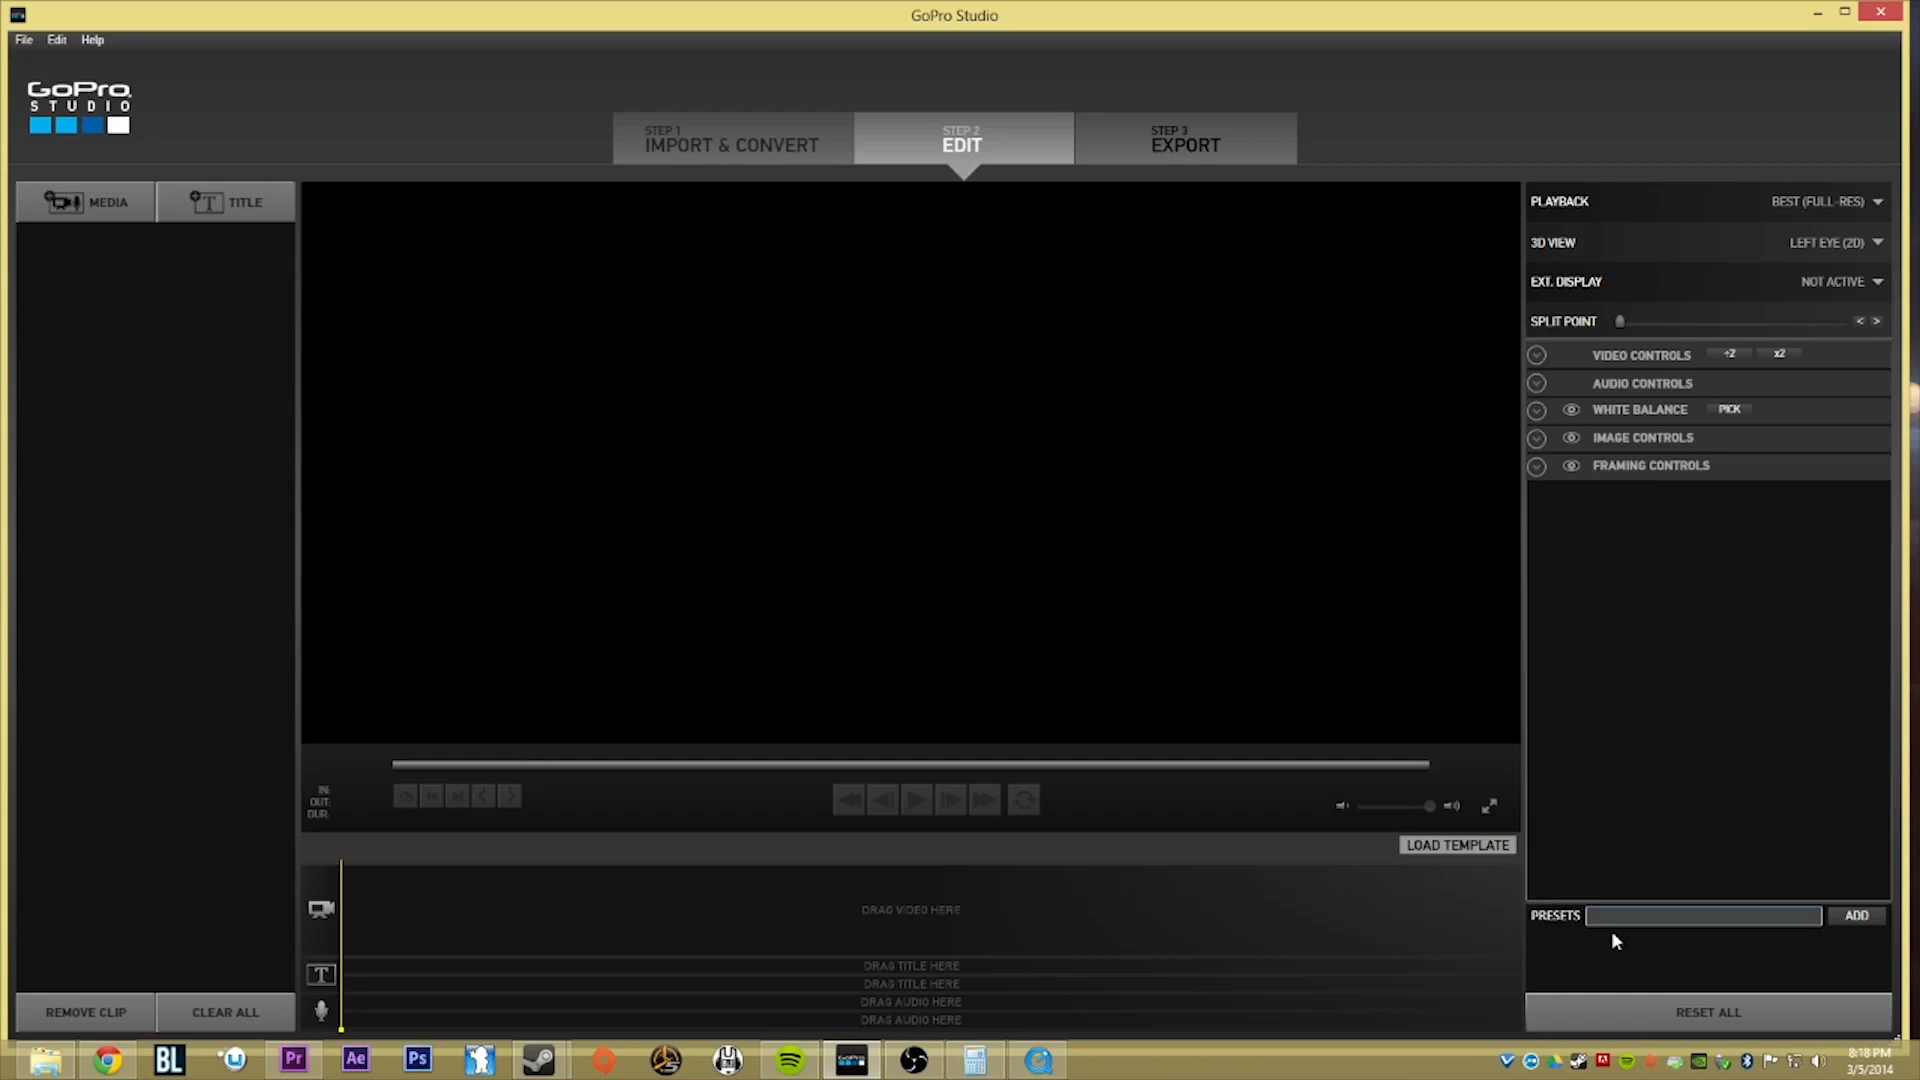 GoPro Studio
File Edit Help
GoPro
STUDIO
STEP 1
IMPORT & CONVERT
STEP 2
EDIT
STEP 3
EXPORT
MEDIA
TITLE
PLAYBACK BEST (FULL-RES)
3D VIEW LEFT EYE (2D)
EXT. DISPLAY NOT ACTIVE
SPLIT POINT < >
VIDEO CONTROLS ÷2 x2
AUDIO CONTROLS
WHITE BALANCE PICK
IMAGE CONTROLS
FRAMING CONTROLS
IN:
OUT:
DUR:
LOAD TEMPLATE
DRAG VIDEO HERE
T
DRAG TITLE HERE
DRAG TITLE HERE
DRAG AUDIO HERE
DRAG AUDIO HERE
PRESETS ADD
REMOVE CLIP CLEAR ALL
RESET ALL
BL Pr Ae Ps GoPro
8:18 PM
3/5/2014